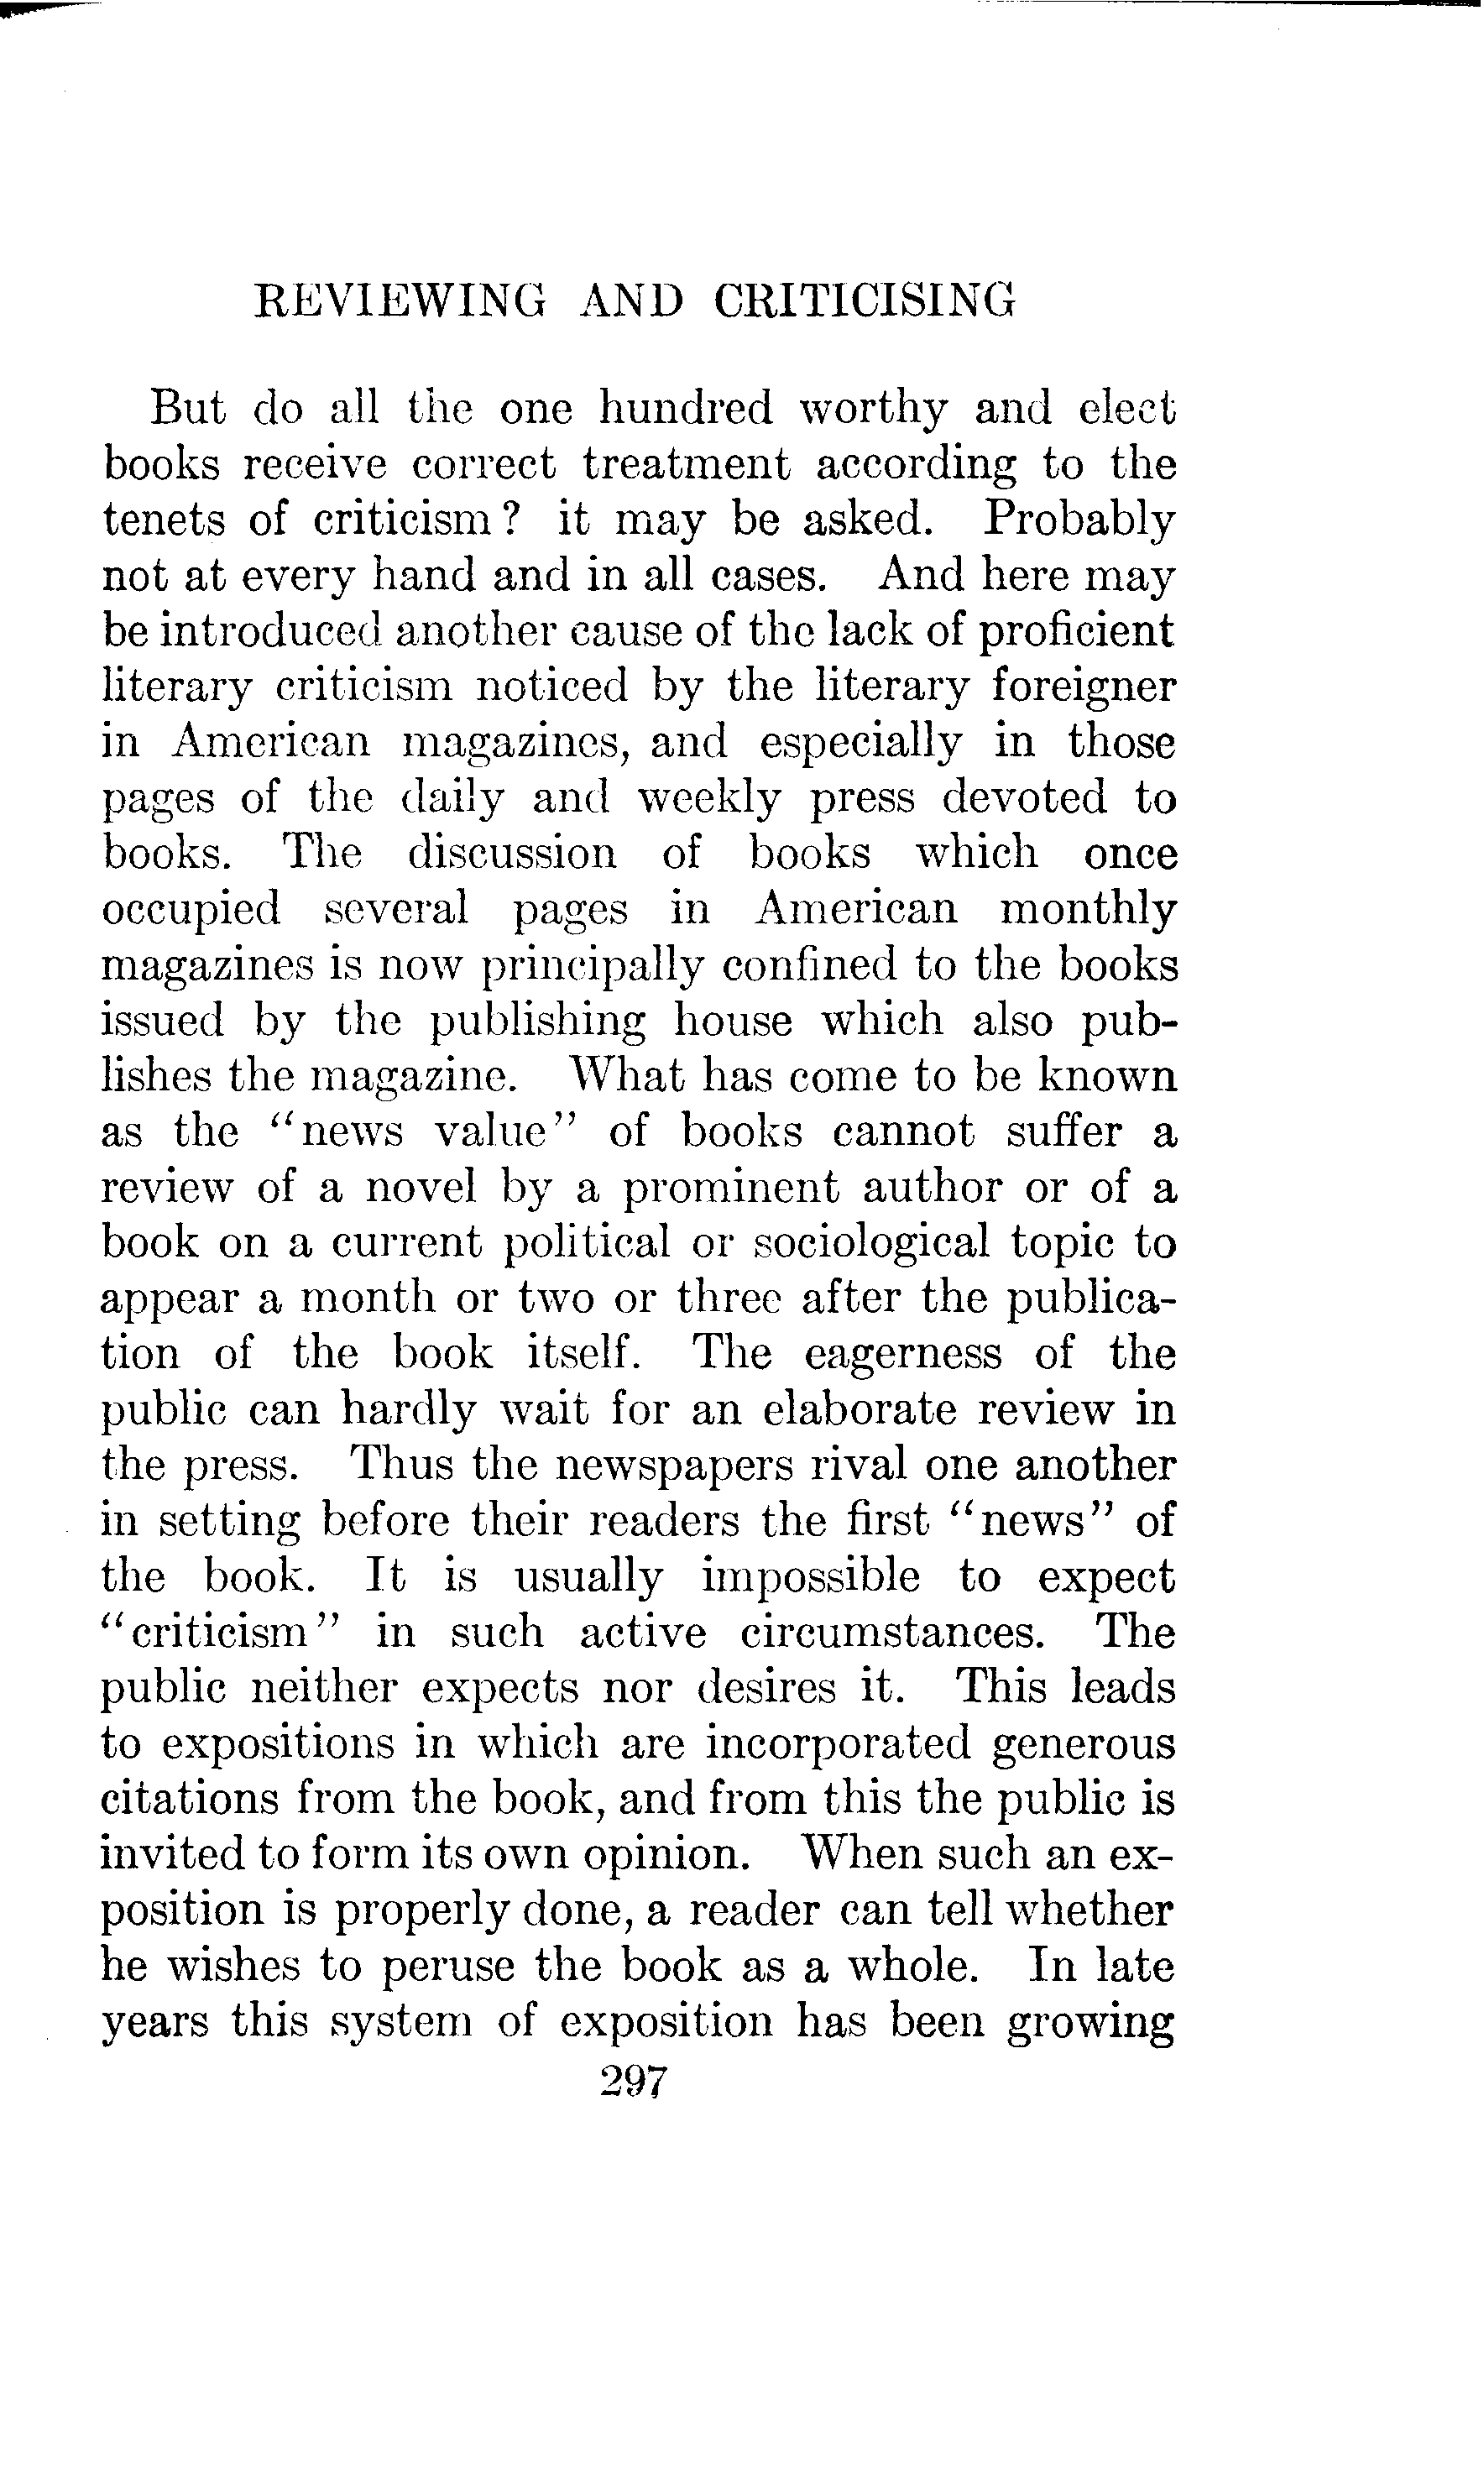 REVIEWING AND CRITICISING
But do all the one hundred worthy and elect
books receive correct treatment according to the
tenets of criticism? it may be asked. Probably
not at every hand and in all cases. And here may
be introduced another cause of the lack of proficient
literary criticism noticed by the literary foreigner
in American magazines, and especially in those
pages of the daily and weekly press devoted to
books. The discussion of books which once
occupied several pages in American monthly
magazines is now principally confined to the books
issued by the publishing house which also pub-
lishes the magazine. What has come to be known
as the "news value" of books cannot suffer a
review of a novel by a prominent author or of a
book on a current political or sociological topic to
appear a month or two or three after the publica-
tion of the book itself. The eagerness of the
public can hardly wait for an elaborate review in
the press. Thus the newspapers rival one another
in setting before their readers the first "news" of
the book. It is usually impossible to expect
"criticism" in such active circumstances. The
public neither expects nor desires it. This leads
to expositions in which are incorporated generous
citations from the book, and from this the public is
invited to form its own opinion. When such an ex-
position is properly done, a reader can tell whether
he wishes to peruse the book as a whole. In late
years this system of exposition has been growing
297